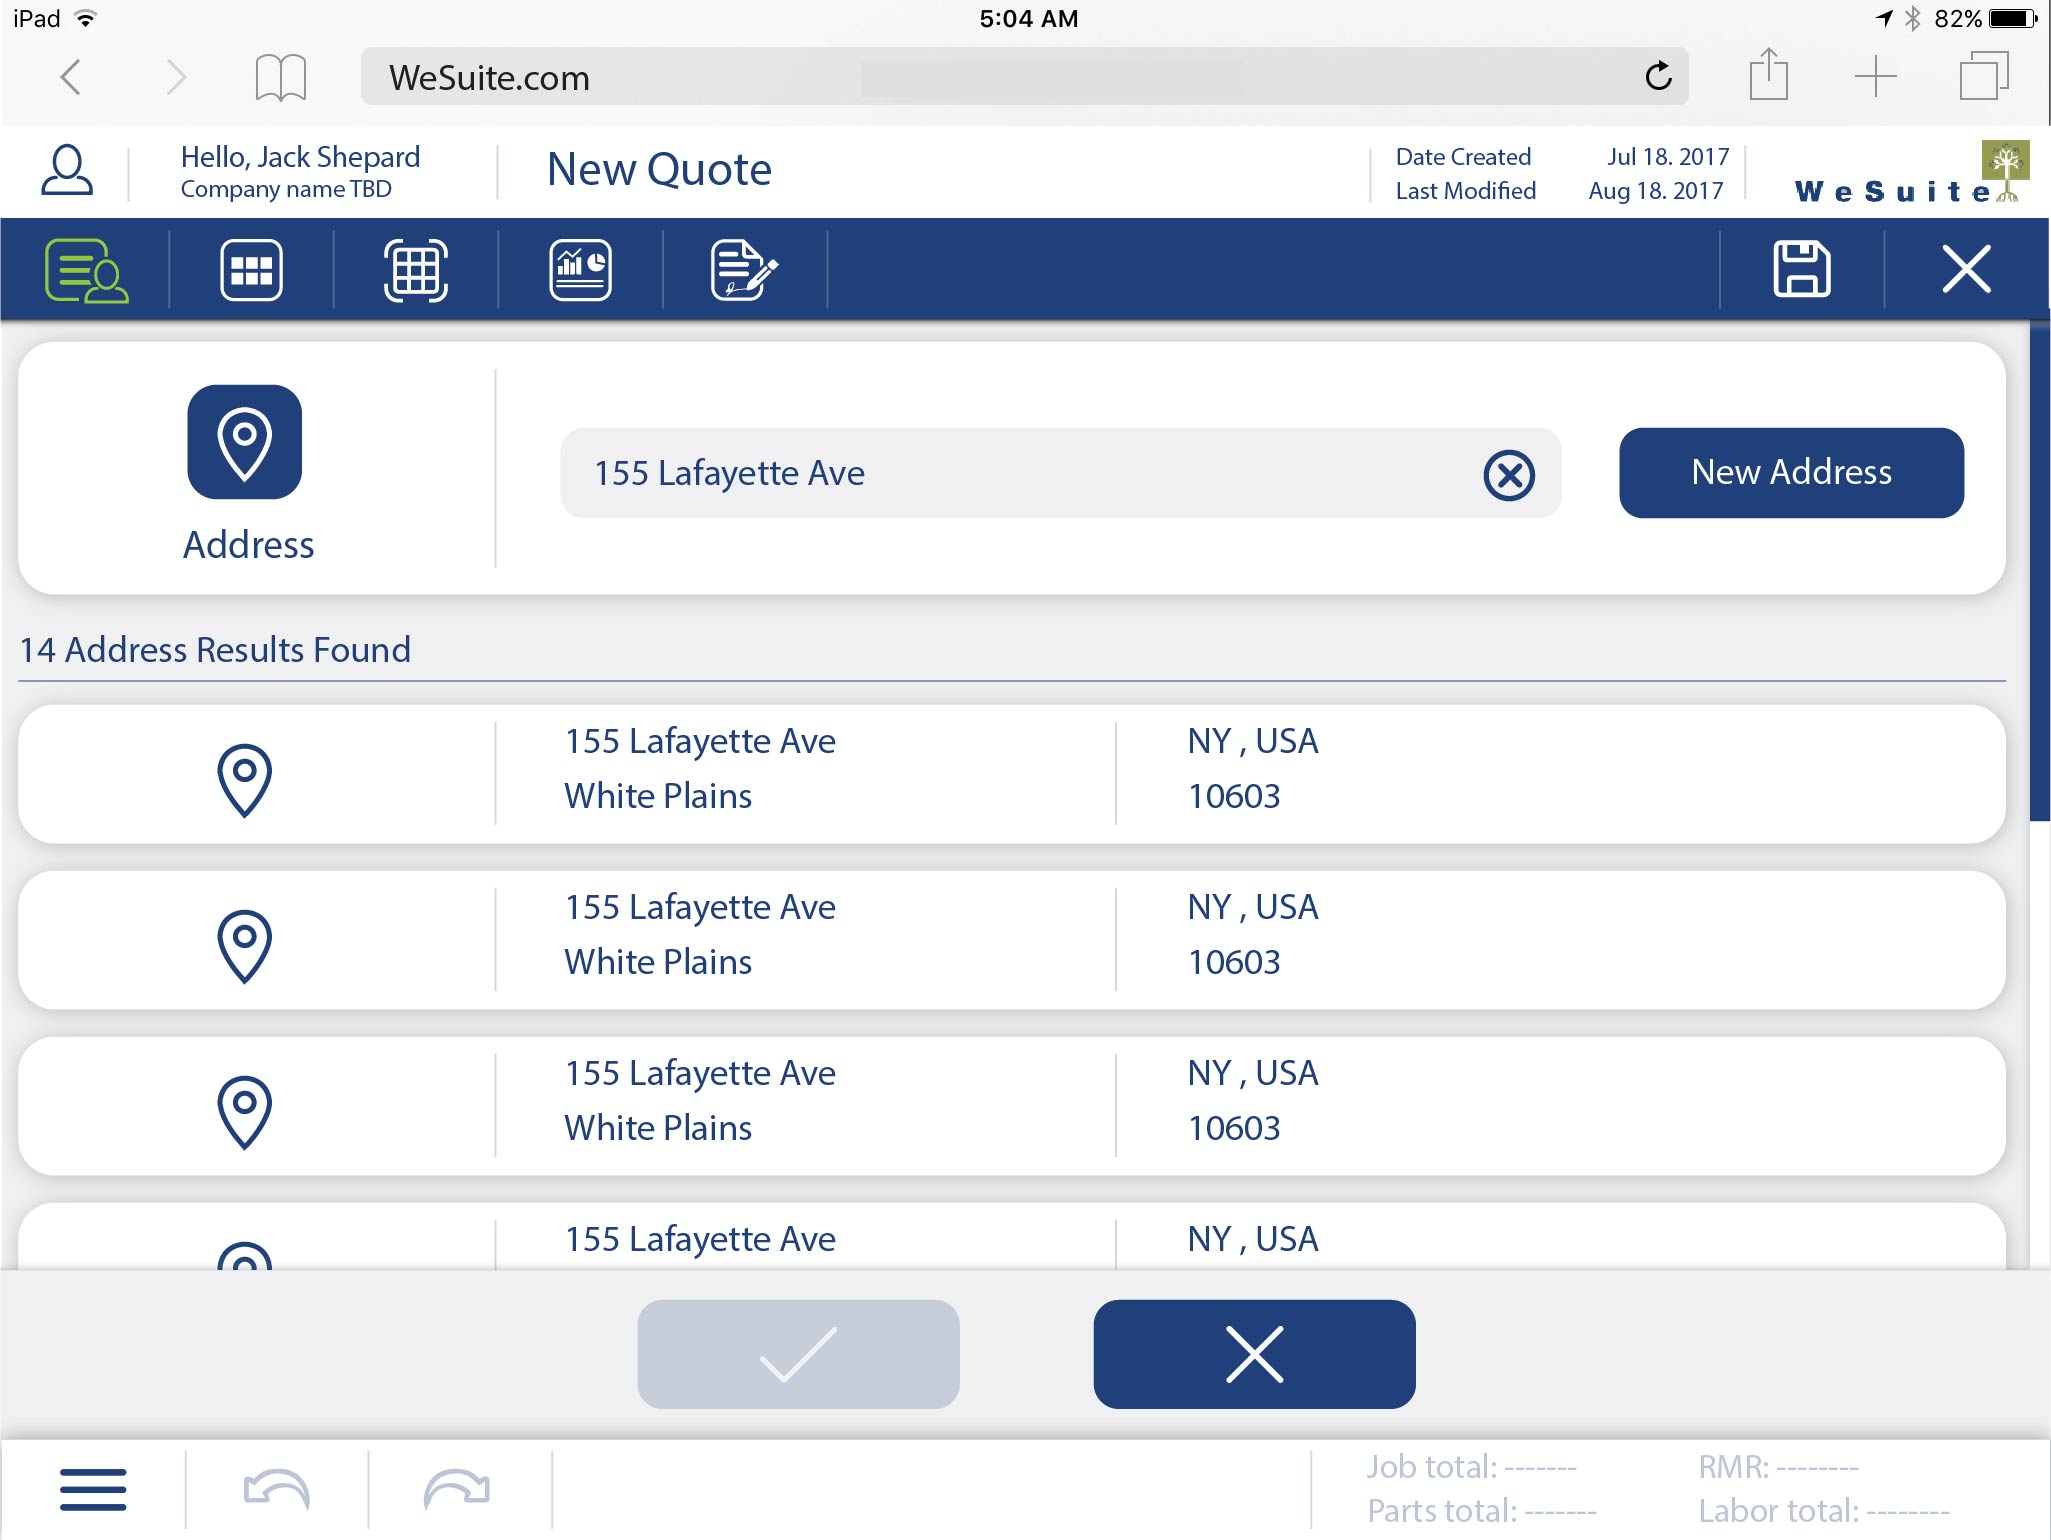 iPad 5:04 AM 82%
WeSuite.com
Hello, Jack Shepard
Company name TBD
New Quote
Date Created Jul 18. 2017
Last Modified Aug 18. 2017
WeSuite
155 Lafayette Ave
New Address
Address
14 Address Results Found
155 Lafayette Ave NY , USA
White Plains 10603
155 Lafayette Ave NY , USA
White Plains 10603
155 Lafayette Ave NY , USA
White Plains 10603
155 Lafayette Ave NY , USA
Job total: ------- RMR: --------
Parts total: ------- Labor total: --------